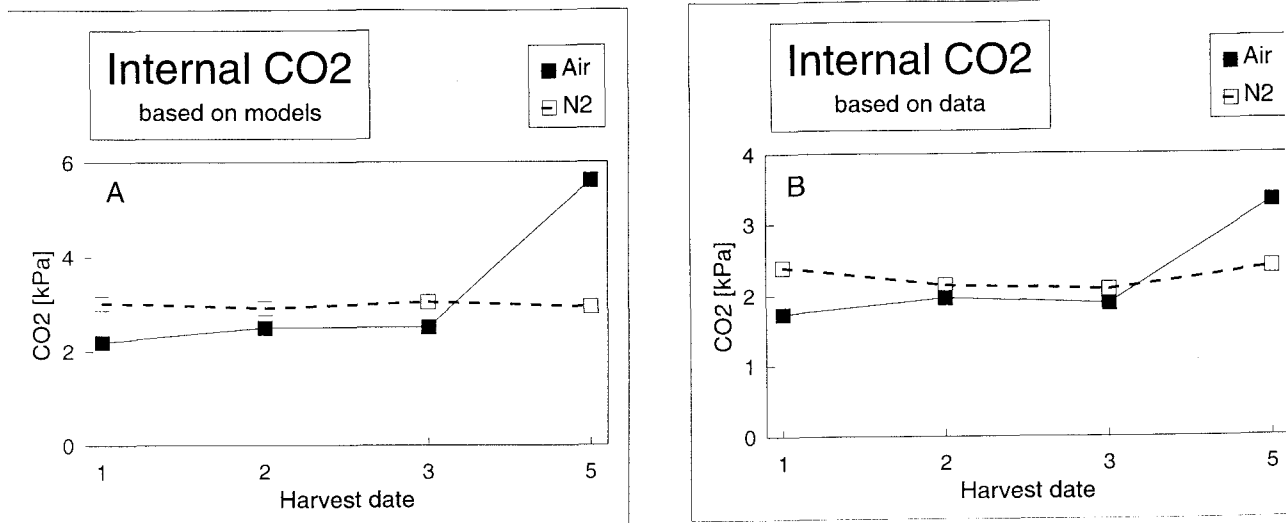 Internal CO2
based on models
Air
N2
A
CO2 [kPa]
6
4
2
0
1 2 3 5
Harvest date
Internal CO2
based on data
Air
N2
B
CO2 [kPa]
4
3
2
1
0
1 2 3 5
Harvest date